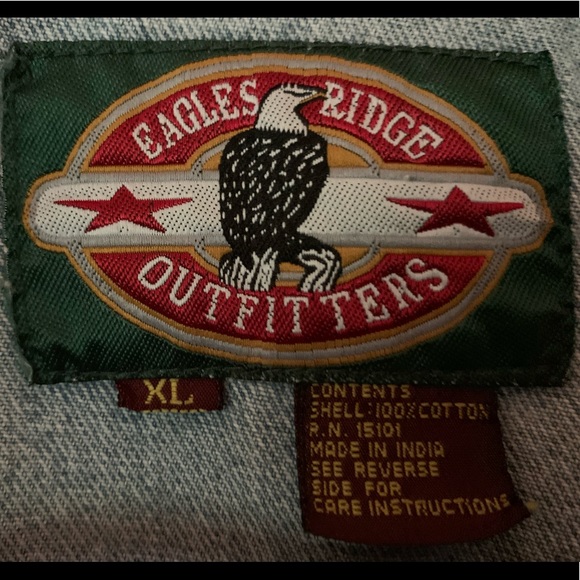 EAGLES RIDGE
OUTFITTERS
XL
CONTENTS
SHELL:100%COTTON
R.N. 15101
MADE IN INDIA
SEE REVERSE
SIDE FOR
CARE INSTRUCTIONS